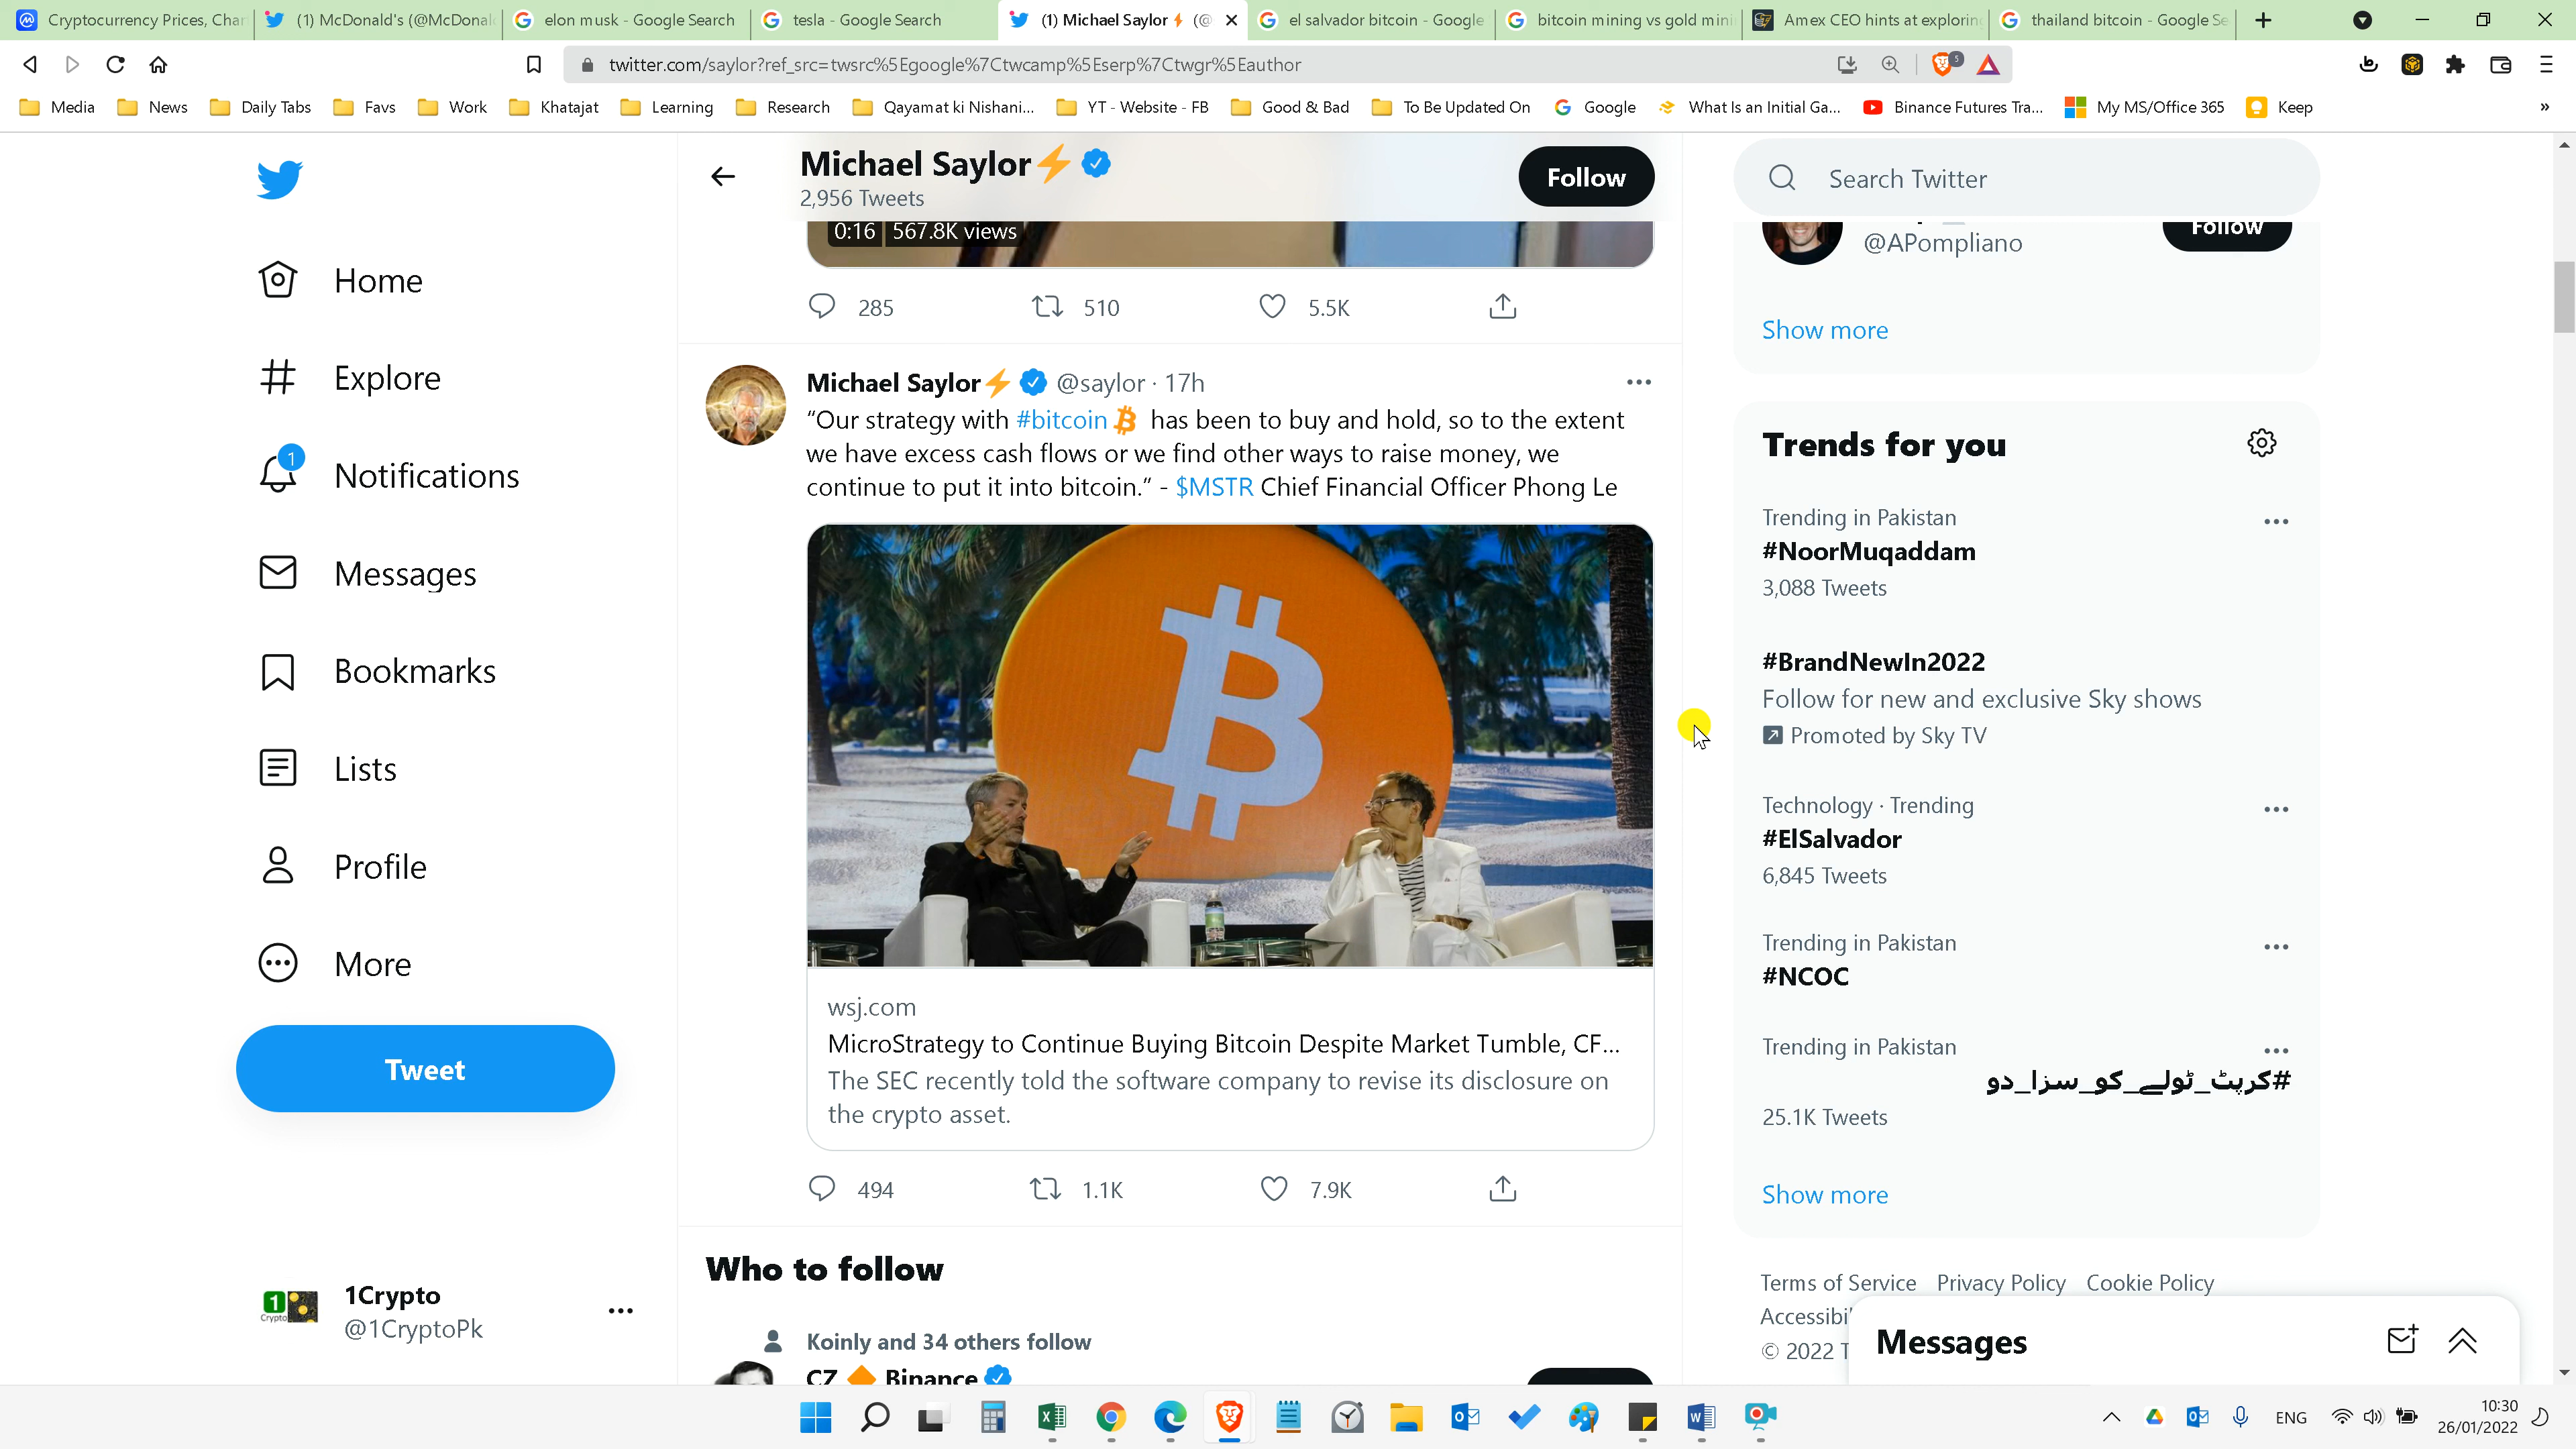 Cryptocurrency Prices, Char
(1) McDonald's (@McDonal
elon musk - Google Search
tesla - Google Search
(1) Michael Saylor⚡ (@
el salvador bitcoin - Google
bitcoin mining vs gold mini
Amex CEO hints at explorin
thailand bitcoin - Google Se
twitter.com/saylor?ref_src=twsrc%5Egoogle%7Ctwcamp%5Eserp%7Ctwgr%5Eauthor
5
Media
News
Daily Tabs
Favs
Work
Khatajat
Learning
Research
Qayamat ki Nishani...
YT - Website - FB
Good & Bad
To Be Updated On
Google
What Is an Initial Ga...
Binance Futures Tra...
My MS/Office 365
Keep
»
Home
Explore
1
Notifications
Messages
Bookmarks
Lists
Profile
More
Tweet
1Crypto
@1CryptoPk
Michael Saylor⚡
2,956 Tweets
Follow
0:16
567.8K views
285
510
5.5K
Michael Saylor⚡ @saylor · 17h
“Our strategy with #bitcoin has been to buy and hold, so to the extent
we have excess cash flows or we find other ways to raise money, we
continue to put it into bitcoin.” - $MSTR Chief Financial Officer Phong Le
wsj.com
MicroStrategy to Continue Buying Bitcoin Despite Market Tumble, CF...
The SEC recently told the software company to revise its disclosure on
the crypto asset.
494
1.1K
7.9K
Who to follow
Koinly and 34 others follow
CZ 🔶 Binance
Search Twitter
@APompliano
Follow
Show more
Trends for you
Trending in Pakistan
#NoorMuqaddam
3,088 Tweets
#BrandNewIn2022
Follow for new and exclusive Sky shows
Promoted by Sky TV
Technology · Trending
#ElSalvador
6,845 Tweets
Trending in Pakistan
#NCOC
Trending in Pakistan
#کرپٹ_ٹولے_کو_سزا_دو
25.1K Tweets
Show more
Terms of Service Privacy Policy Cookie Policy
Accessibi
© 2022 T
Messages
ENG
10:30
26/01/2022